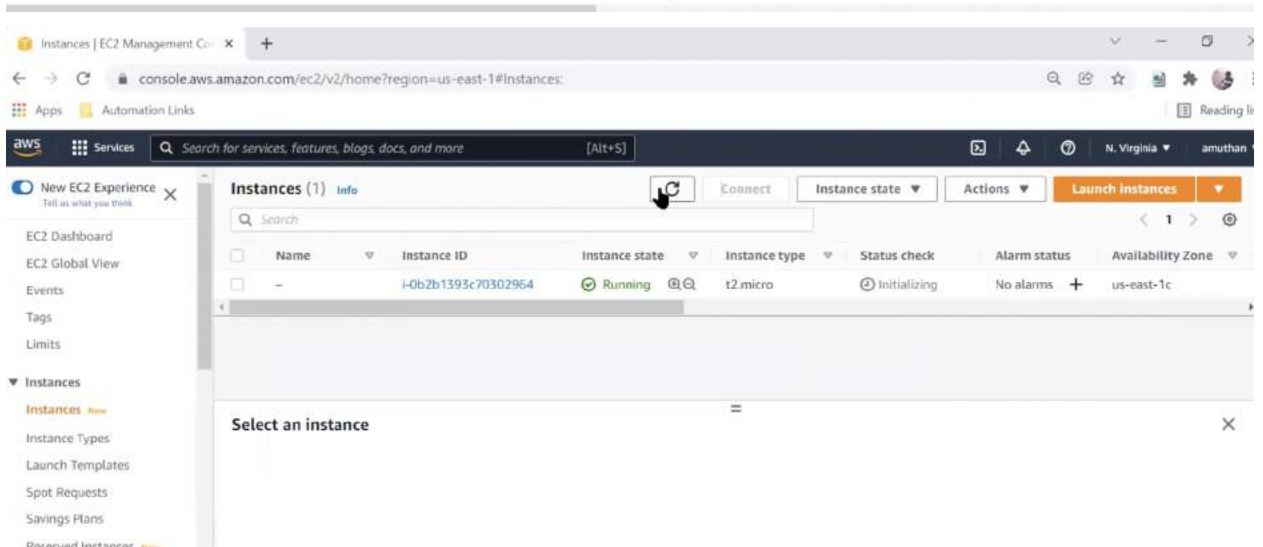 Instances | EC2 Management Co
console.aws.amazon.com/ec2/v2/home?region=us-east-1#Instances:
Apps Automation Links Reading li
aws Services Search for services, features, blogs, docs, and more [Alt+S] N. Virginia amuthan
New EC2 Experience
Tell us what you think
EC2 Dashboard
EC2 Global View
Events
Tags
Limits
Instances
Instances New
Instance Types
Launch Templates
Spot Requests
Savings Plans
Reserved Instances New
Instances (1) Info Connect Instance state Actions Launch instances
Search 1
Name Instance ID Instance state Instance type Status check Alarm status Availability Zone
– i-0b2b1393c70302964 Running t2.micro Initializing No alarms + us-east-1c
Select an instance